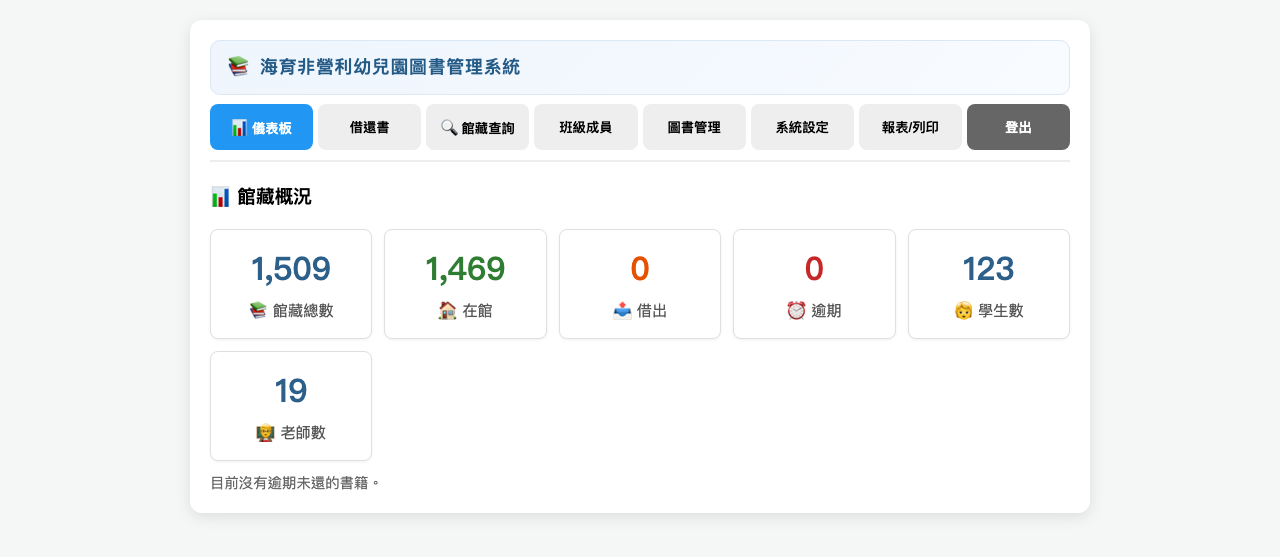 📚 海育非營利幼兒園圖書管理系統
📊 儀表板 借還書 🔍 館藏查詢 班級成員 圖書管理 系統設定 報表/列印 登出
📊 館藏概況
1,509 1,469 0 0 123
📚 館藏總數 🏠 在館 📤 借出 ⏰ 逾期 🧒 學生數
19
🧑‍🏫 老師數
目前沒有逾期未還的書籍。